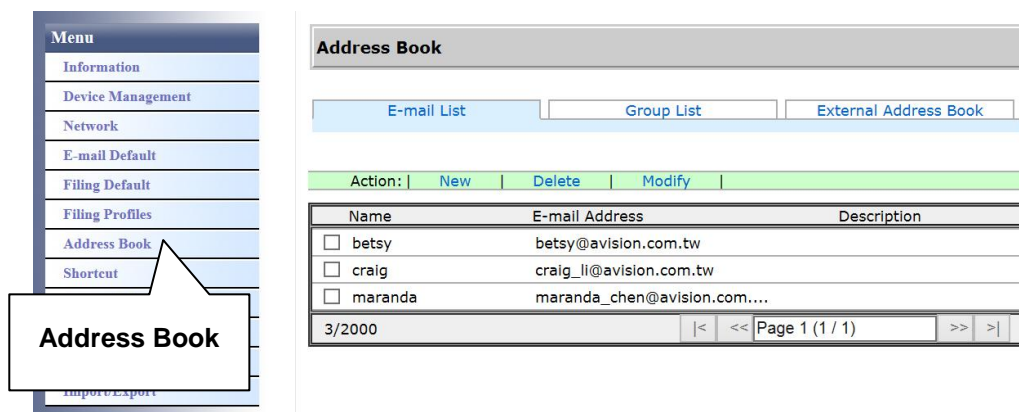 Menu
Information
Device Management
Network
E-mail Default
Filing Default
Filing Profiles
Address Book
Shortcut
Address Book
Import/Export
Address Book
E-mail List Group List External Address Book
Action: | New | Delete | Modify |
Name E-mail Address Description
betsy betsy@avision.com.tw
craig craig_li@avision.com.tw
maranda maranda_chen@avision.com....
3/2000 |< << Page 1 (1 / 1) >> >|